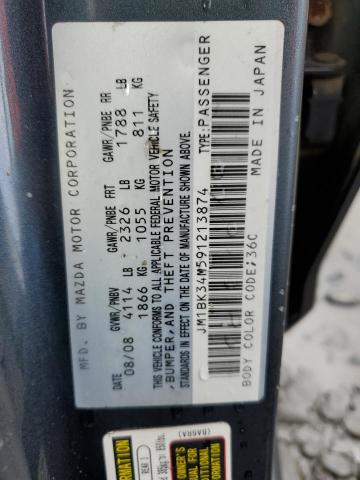 MFD. BY MAZDA MOTOR CORPORATION
DATE GVWR/PNBV GAWR/PNBE FRT GAWR/PNBE RR
08/08 4114 LB 2326 LB 1788 LB
1866 KG 1055 KG 811 KG
THIS VEHICLE CONFORMS TO ALL APPLICABLE FEDERAL MOTOR VEHICLE SAFETY
,BUMPER,AND THEFT PREVENTION
STANDARDS IN EFFECT ON THE DATE OF MANUFACTURE SHOWN ABOVE.
JM1BK34M591213874 TYPE:PASSENGER
MADE IN JAPAN
BODY COLOR CODE;36C
(BAGRA)
REAR
FORMATION